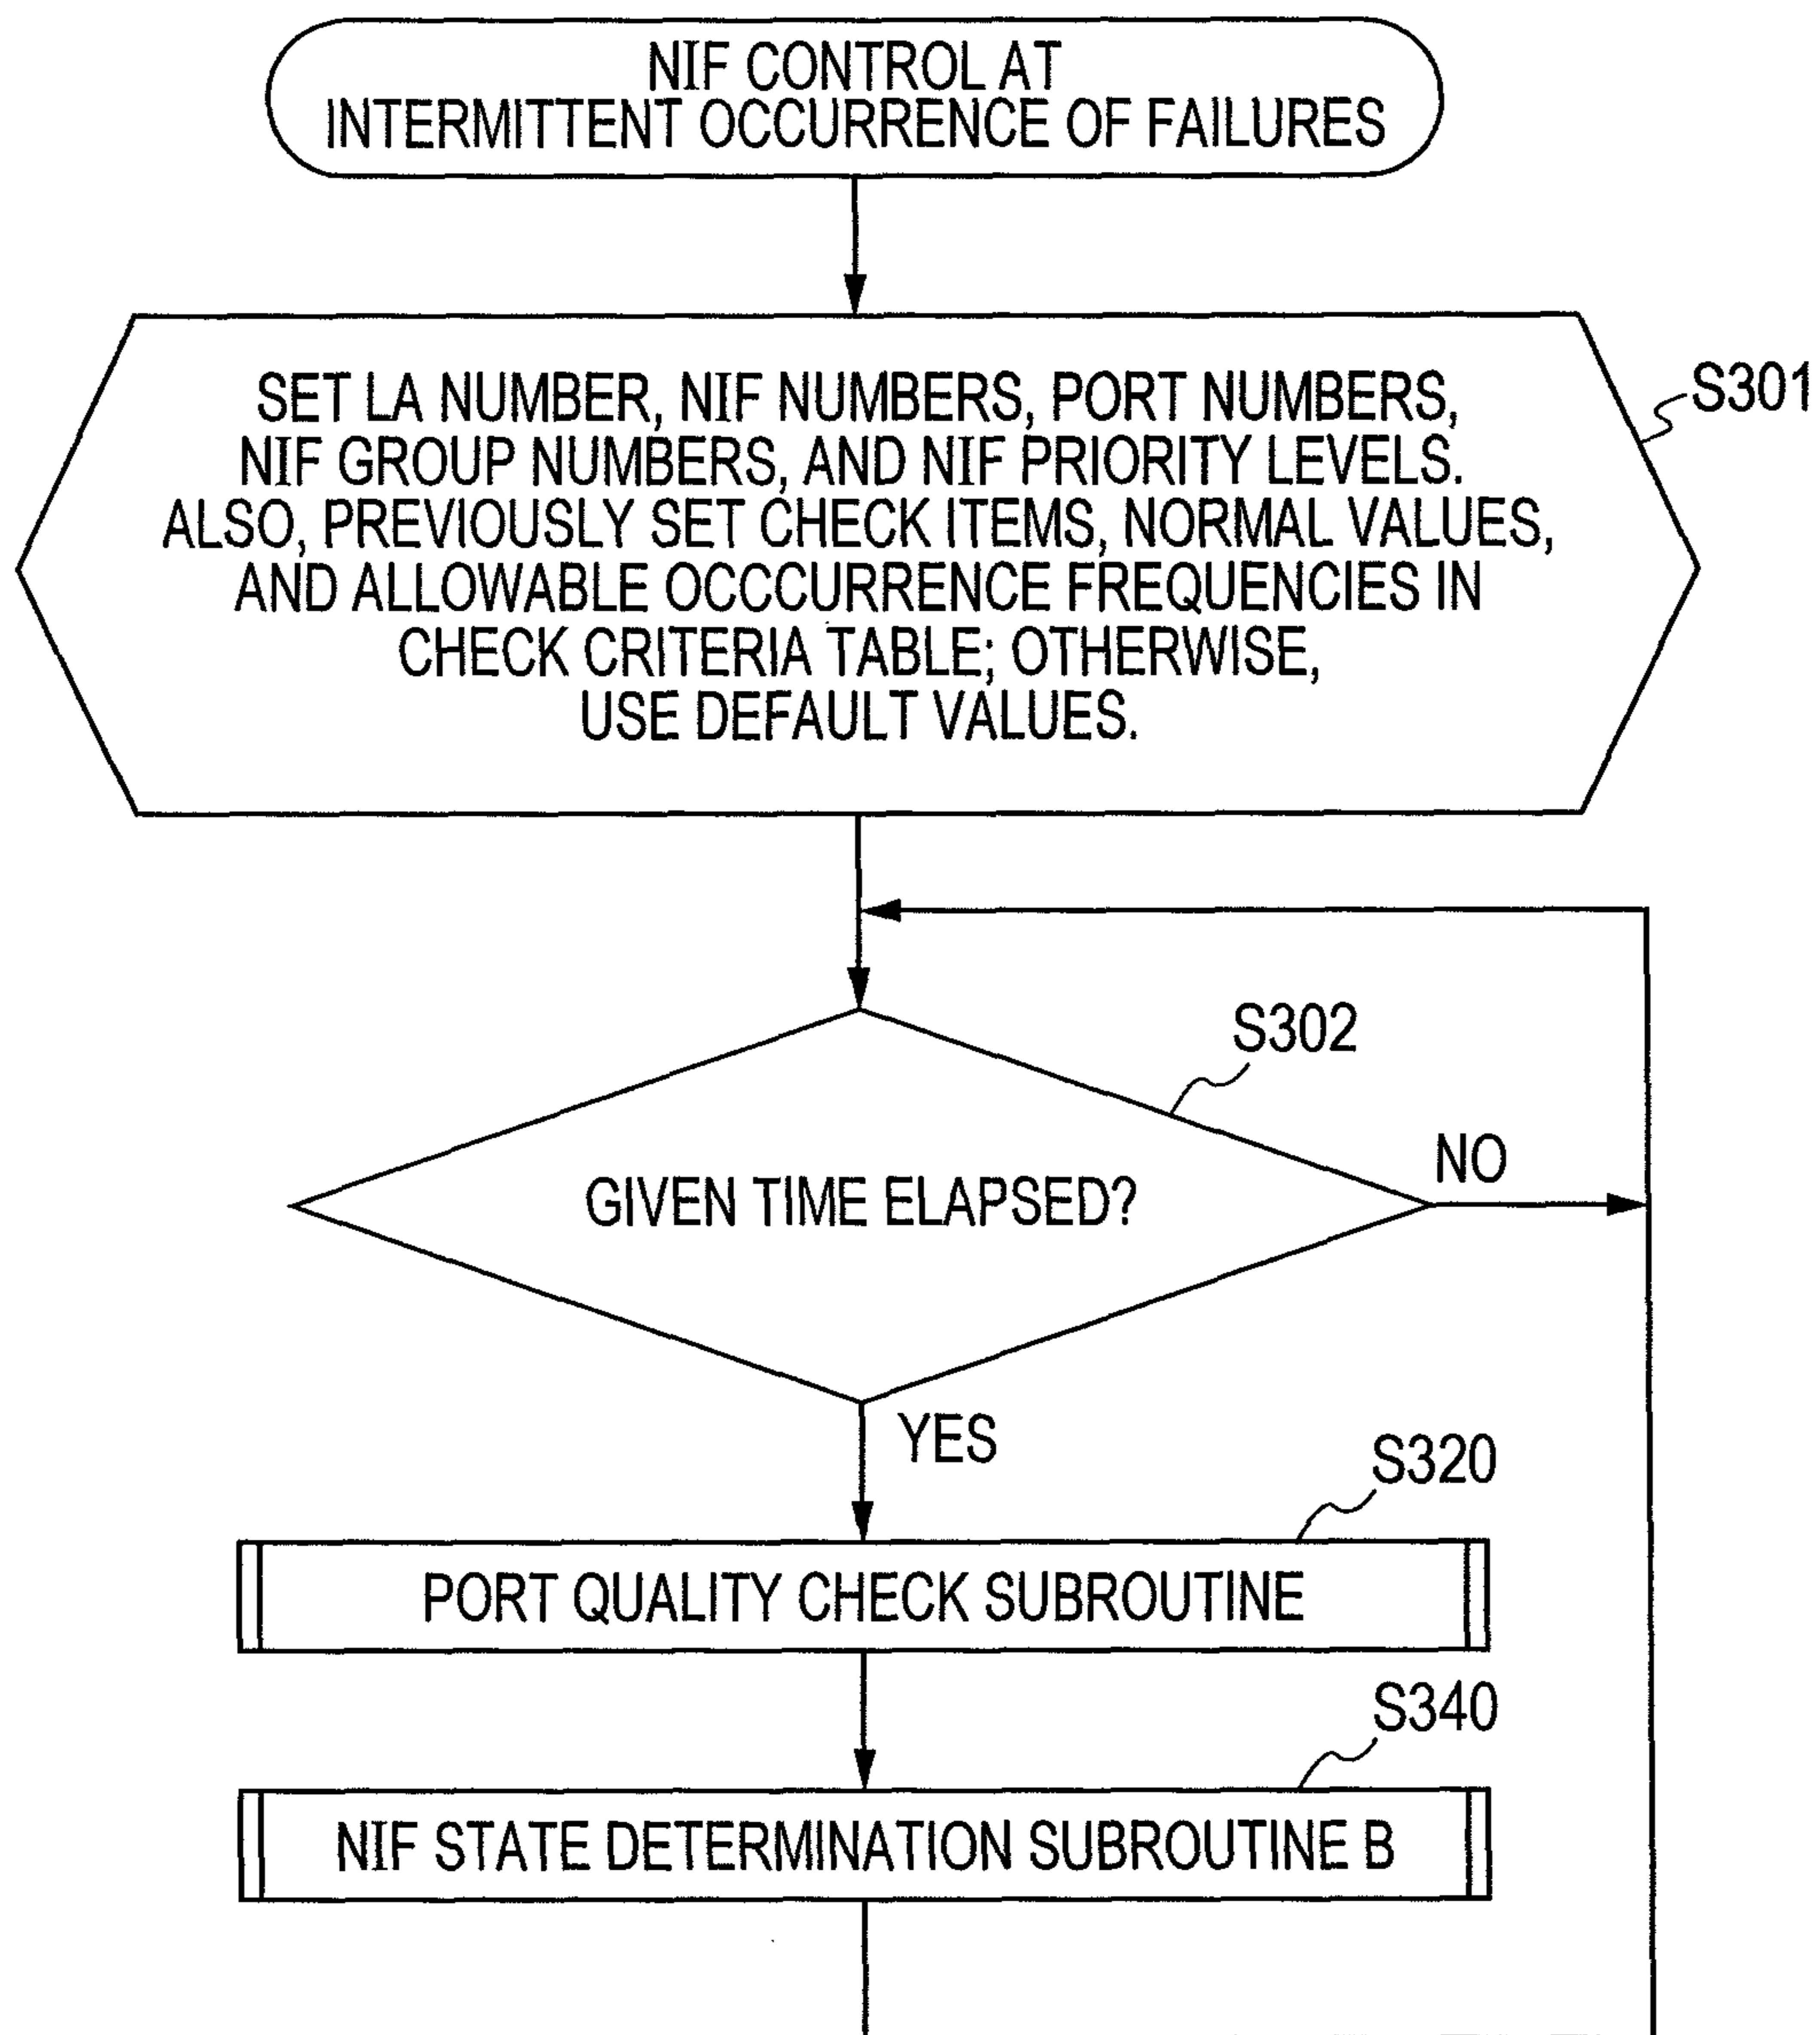 NIF CONTROL AT
INTERMITTENT OCCURRENCE OF FAILURES
SET LA NUMBER, NIF NUMBERS, PORT NUMBERS,
NIF GROUP NUMBERS, AND NIF PRIORITY LEVELS.
ALSO, PREVIOUSLY SET CHECK ITEMS, NORMAL VALUES,
AND ALLOWABLE OCCCURRENCE FREQUENCIES IN
CHECK CRITERIA TABLE; OTHERWISE,
USE DEFAULT VALUES.
S301
S302
GIVEN TIME ELAPSED?
NO
YES
S320
PORT QUALITY CHECK SUBROUTINE
S340
NIF STATE DETERMINATION SUBROUTINE B